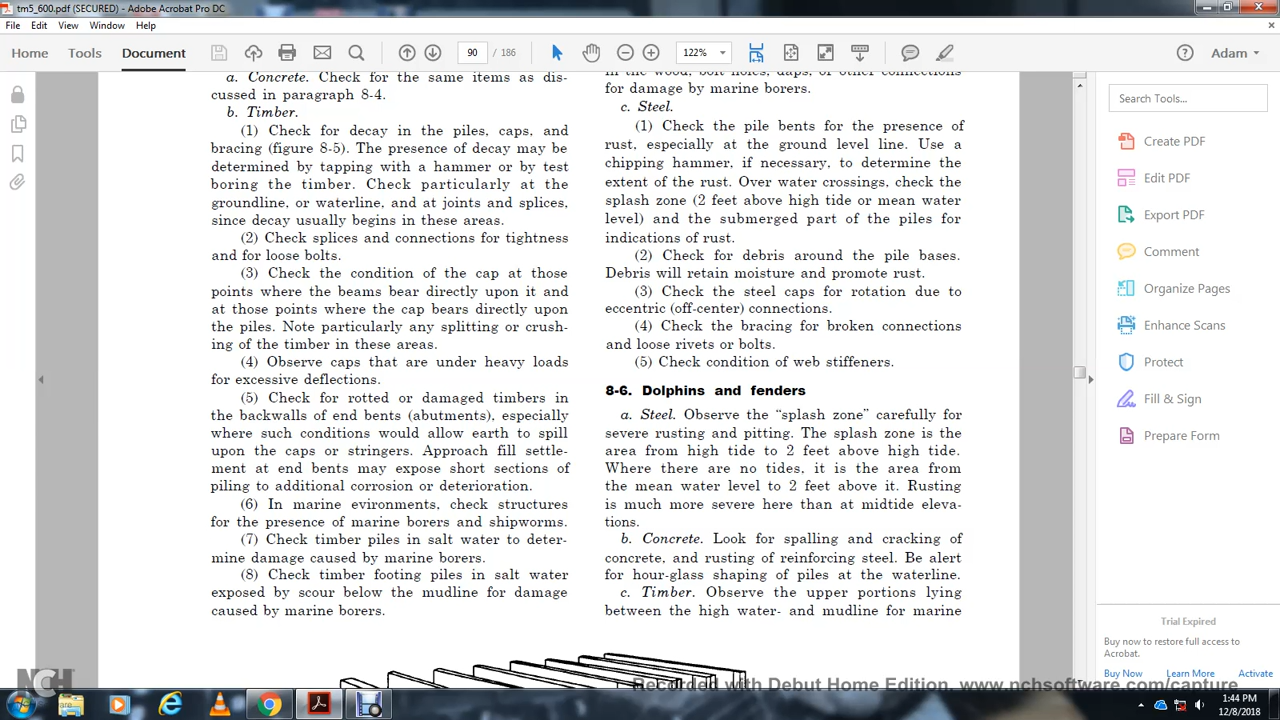 tm5_600.pdf (SECURED) - Adobe Acrobat Pro DC
File Edit View Window Help
Home Tools Document 90 / 186 122% Adam
a. Concrete. Check for the same items as dis-
cussed in paragraph 8-4.
b. Timber.
(1) Check for decay in the piles, caps, and
bracing (figure 8-5). The presence of decay may be
determined by tapping with a hammer or by test
boring the timber. Check particularly at the
groundline, or waterline, and at joints and splices,
since decay usually begins in these areas.
(2) Check splices and connections for tightness
and for loose bolts.
(3) Check the condition of the cap at those
points where the beams bear directly upon it and
at those points where the cap bears directly upon
the piles. Note particularly any splitting or crush-
ing of the timber in these areas.
(4) Observe caps that are under heavy loads
for excessive deflections.
(5) Check for rotted or damaged timbers in
the backwalls of end bents (abutments), especially
where such conditions would allow earth to spill
upon the caps or stringers. Approach fill settle-
ment at end bents may expose short sections of
piling to additional corrosion or deterioration.
(6) In marine evironments, check structures
for the presence of marine borers and shipworms.
(7) Check timber piles in salt water to deter-
mine damage caused by marine borers.
(8) Check timber footing piles in salt water
exposed by scour below the mudline for damage
caused by marine borers.
in the wood, bolt holes, daps, or other connections
for damage by marine borers.
c. Steel.
(1) Check the pile bents for the presence of
rust, especially at the ground level line. Use a
chipping hammer, if necessary, to determine the
extent of the rust. Over water crossings, check the
splash zone (2 feet above high tide or mean water
level) and the submerged part of the piles for
indications of rust.
(2) Check for debris around the pile bases.
Debris will retain moisture and promote rust.
(3) Check the steel caps for rotation due to
eccentric (off-center) connections.
(4) Check the bracing for broken connections
and loose rivets or bolts.
(5) Check condition of web stiffeners.
8-6. Dolphins and fenders
a. Steel. Observe the “splash zone” carefully for
severe rusting and pitting. The splash zone is the
area from high tide to 2 feet above high tide.
Where there are no tides, it is the area from
the mean water level to 2 feet above it. Rusting
is much more severe here than at midtide eleva-
tions.
b. Concrete. Look for spalling and cracking of
concrete, and rusting of reinforcing steel. Be alert
for hour-glass shaping of piles at the waterline.
c. Timber. Observe the upper portions lying
between the high water- and mudline for marine
Search Tools...
Create PDF
Edit PDF
Export PDF
Comment
Organize Pages
Enhance Scans
Protect
Fill & Sign
Prepare Form
Trial Expired
Buy now to restore full access to
Acrobat.
Buy Now Learn More Activate
NCH
Recorded with Debut Home Edition. www.nchsoftware.com/capture
1:44 PM
12/8/2018